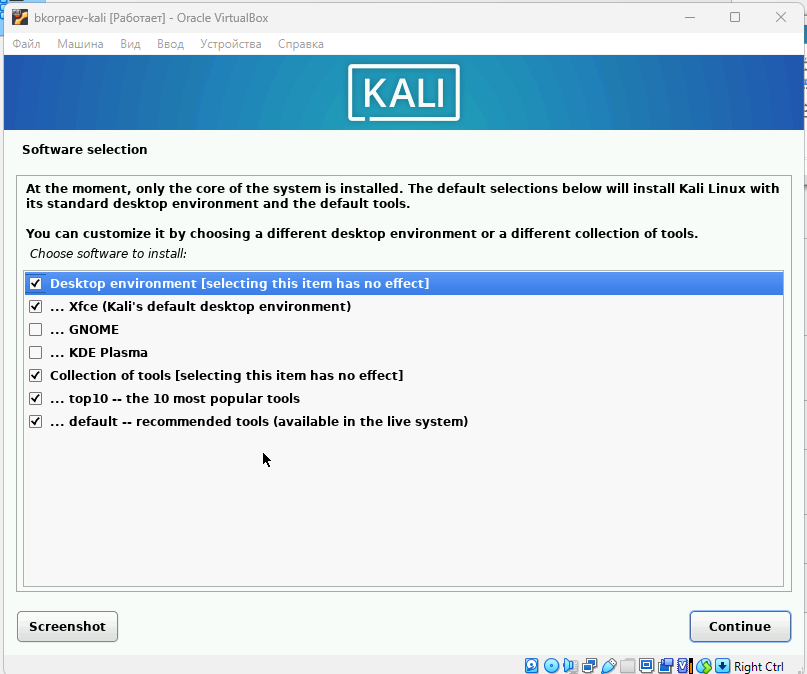 bkorpaev-kali [Работает] - Oracle VirtualBox
Файл Машина Вид Ввод Устройства Справка
KALI
Software selection
At the moment, only the core of the system is installed. The default selections below will install Kali Linux with
its standard desktop environment and the default tools.
You can customize it by choosing a different desktop environment or a different collection of tools.
Choose software to install:
Desktop environment [selecting this item has no effect]
... Xfce (Kali's default desktop environment)
... GNOME
... KDE Plasma
Collection of tools [selecting this item has no effect]
... top10 -- the 10 most popular tools
... default -- recommended tools (available in the live system)
Screenshot Continue
Right Ctrl